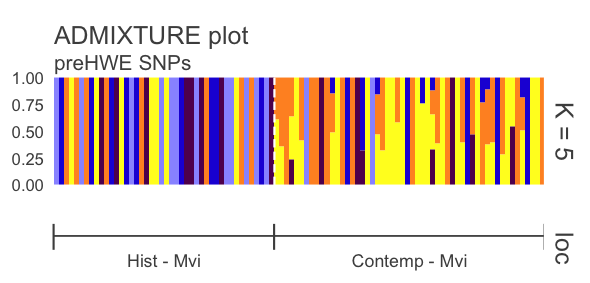 ADMIXTURE plot
preHWE SNPs
1.00
0.75
0.50
0.25
0.00
K = 5
loc
Hist - Mvi
Contemp - Mvi